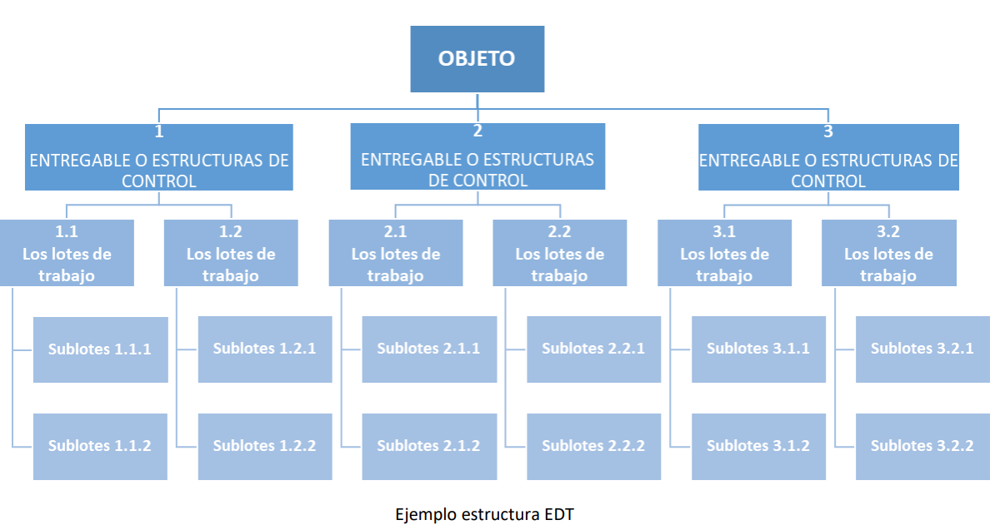 OBJETO
1
ENTREGABLE O ESTRUCTURAS DE
CONTROL
2
ENTREGABLE O ESTRUCTURAS
DE CONTROL
3
ENTREGABLE O ESTRUCTURAS DE
CONTROL
1.1
Los lotes de
trabajo
1.2
Los lotes de
trabajo
2.1
Los lotes de
trabajo
2.2
Los lotes de
trabajo
3.1
Los lotes de
trabajo
3.2
Los lotes de
trabajo
Sublotes 1.1.1
Sublotes 1.2.1
Sublotes 2.1.1
Sublotes 2.2.1
Sublotes 3.1.1
Sublotes 3.2.1
Sublotes 1.1.2
Sublotes 1.2.2
Sublotes 2.1.2
Sublotes 2.2.2
Sublotes 3.1.2
Sublotes 3.2.2
Ejemplo estructura EDT